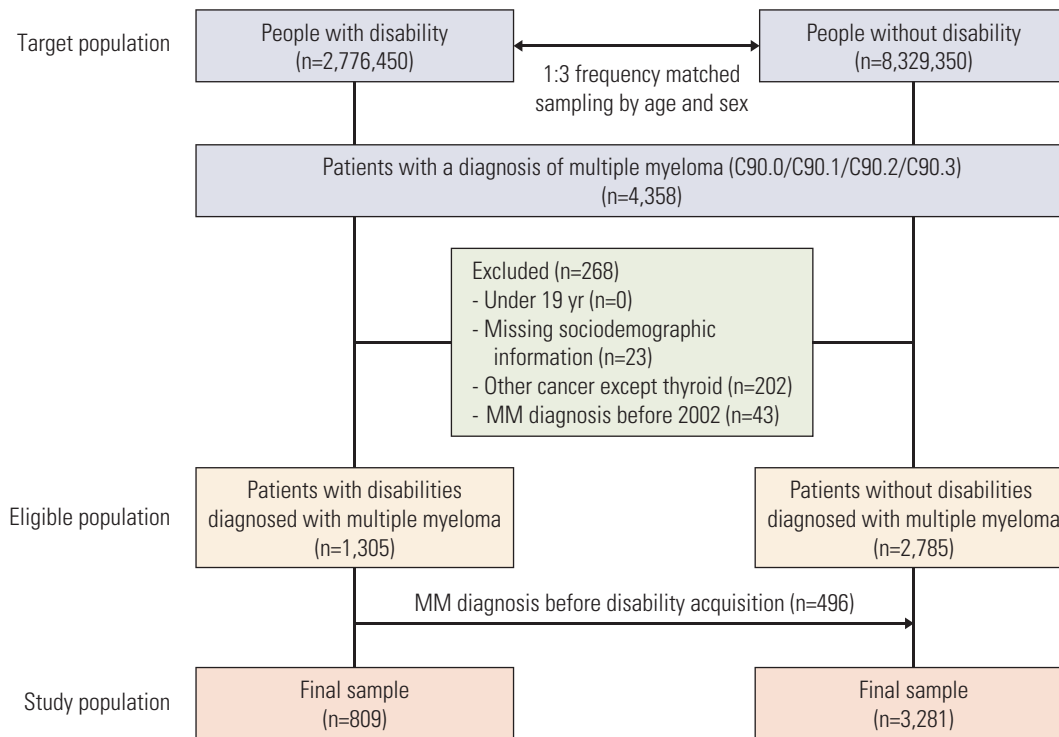 Target population
People with disability
(n=2,776,450)
1:3 frequency matched
sampling by age and sex
People without disability
(n=8,329,350)
Patients with a diagnosis of multiple myeloma (C90.0/C90.1/C90.2/C90.3)
(n=4,358)
Excluded (n=268)
- Under 19 yr (n=0)
- Missing sociodemographic
information (n=23)
- Other cancer except thyroid (n=202)
- MM diagnosis before 2002 (n=43)
Eligible population
Patients with disabilities
diagnosed with multiple myeloma
(n=1,305)
Patients without disabilities
diagnosed with multiple myeloma
(n=2,785)
MM diagnosis before disability acquisition (n=496)
Study population
Final sample
(n=809)
Final sample
(n=3,281)